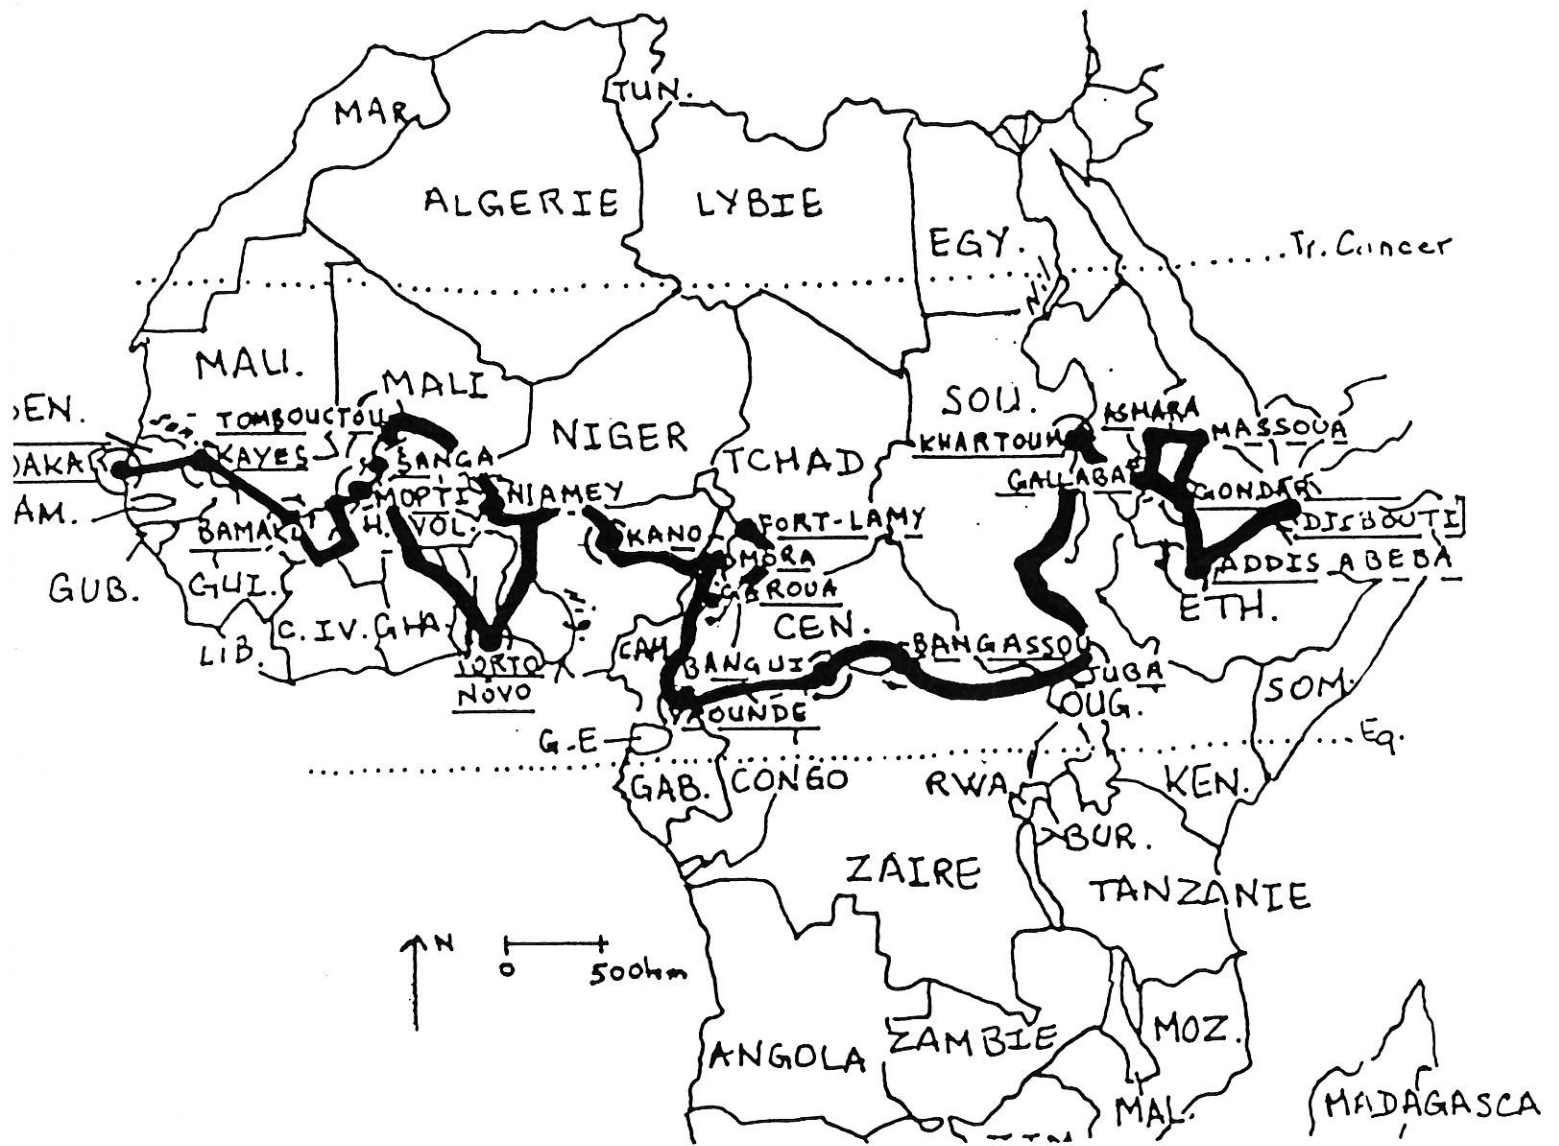 TUN.
MAR
ALGERIE
LYBIE
EGY.
Tr. Cancer
MAU.
MALI
SOU.
ASMARA
TOMBOUCTOU
NIGER
KHARTOUM
MASSOUA
KAYES
SANGA
TCHAD
GALLABAT
MOPTI
NIAMEY
GONDAR
H.
VOL.
BAMAKO
KANO
FORT-LAMY
DJIBOUTI
MORA
ADDIS ABEBA
GUB.
GUI.
GAROUA
ETH.
C. IV.
GHA.
CEN.
LIB.
CAM
BANGUI
BANGASSOU
PORTO
NOVO
JUBA
SOM.
YAOUNDE
OUG.
G.E
Eq.
GAB.
CONGO
RWA.
KEN.
BUR.
ZAIRE
TANZANIE
N
0
500km
ANGOLA
ZAMBIE
MOZ.
MAL.
MADAGASCA